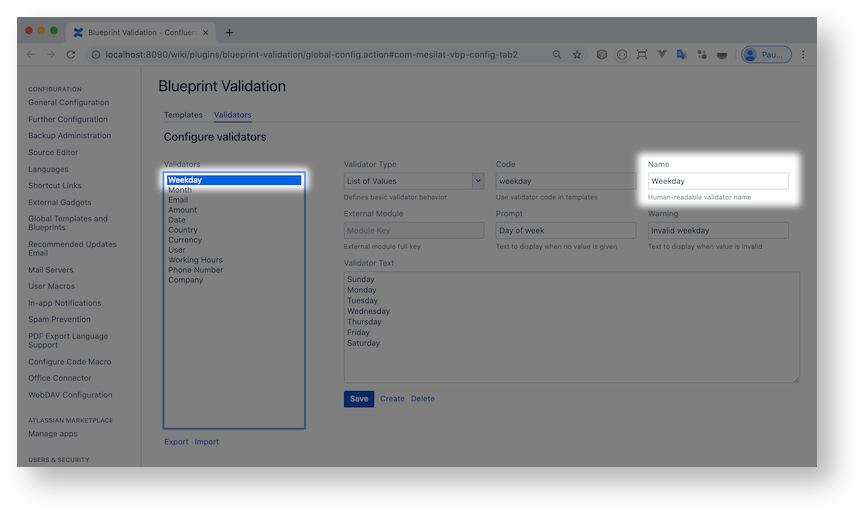 Blueprint Validation - Confluen
localhost:8090/wiki/plugins/blueprint-validation/global-config.action#com-mesilat-vbp-config-tab2
Pau...
CONFIGURATION
General Configuration
Further Configuration
Backup Administration
Source Editor
Languages
Shortcut Links
External Gadgets
Global Templates and
Blueprints
Recommended Updates
Email
Mail Servers
User Macros
In-app Notifications
Spam Prevention
PDF Export Language
Support
Configure Code Macro
Office Connector
WebDAV Configuration
ATLASSIAN MARKETPLACE
Manage apps
USERS & SECURITY
Blueprint Validation
Templates Validators
Configure validators
Validators
Weekday
Month
Email
Amount
Date
Country
Currency
User
Working Hours
Phone Number
Company
Export Import
Validator Type Code Name
List of Values weekday Weekday
Defines basic validator behavior Use validator code in templates Human-readable validator name
External Module Prompt Warning
Module Key Day of week Invalid weekday
External module full key Text to display when no value is given Text to display when value is invalid
Validator Text
Sunday
Monday
Tuesday
Wednesday
Thursday
Friday
Saturday
Save Create Delete